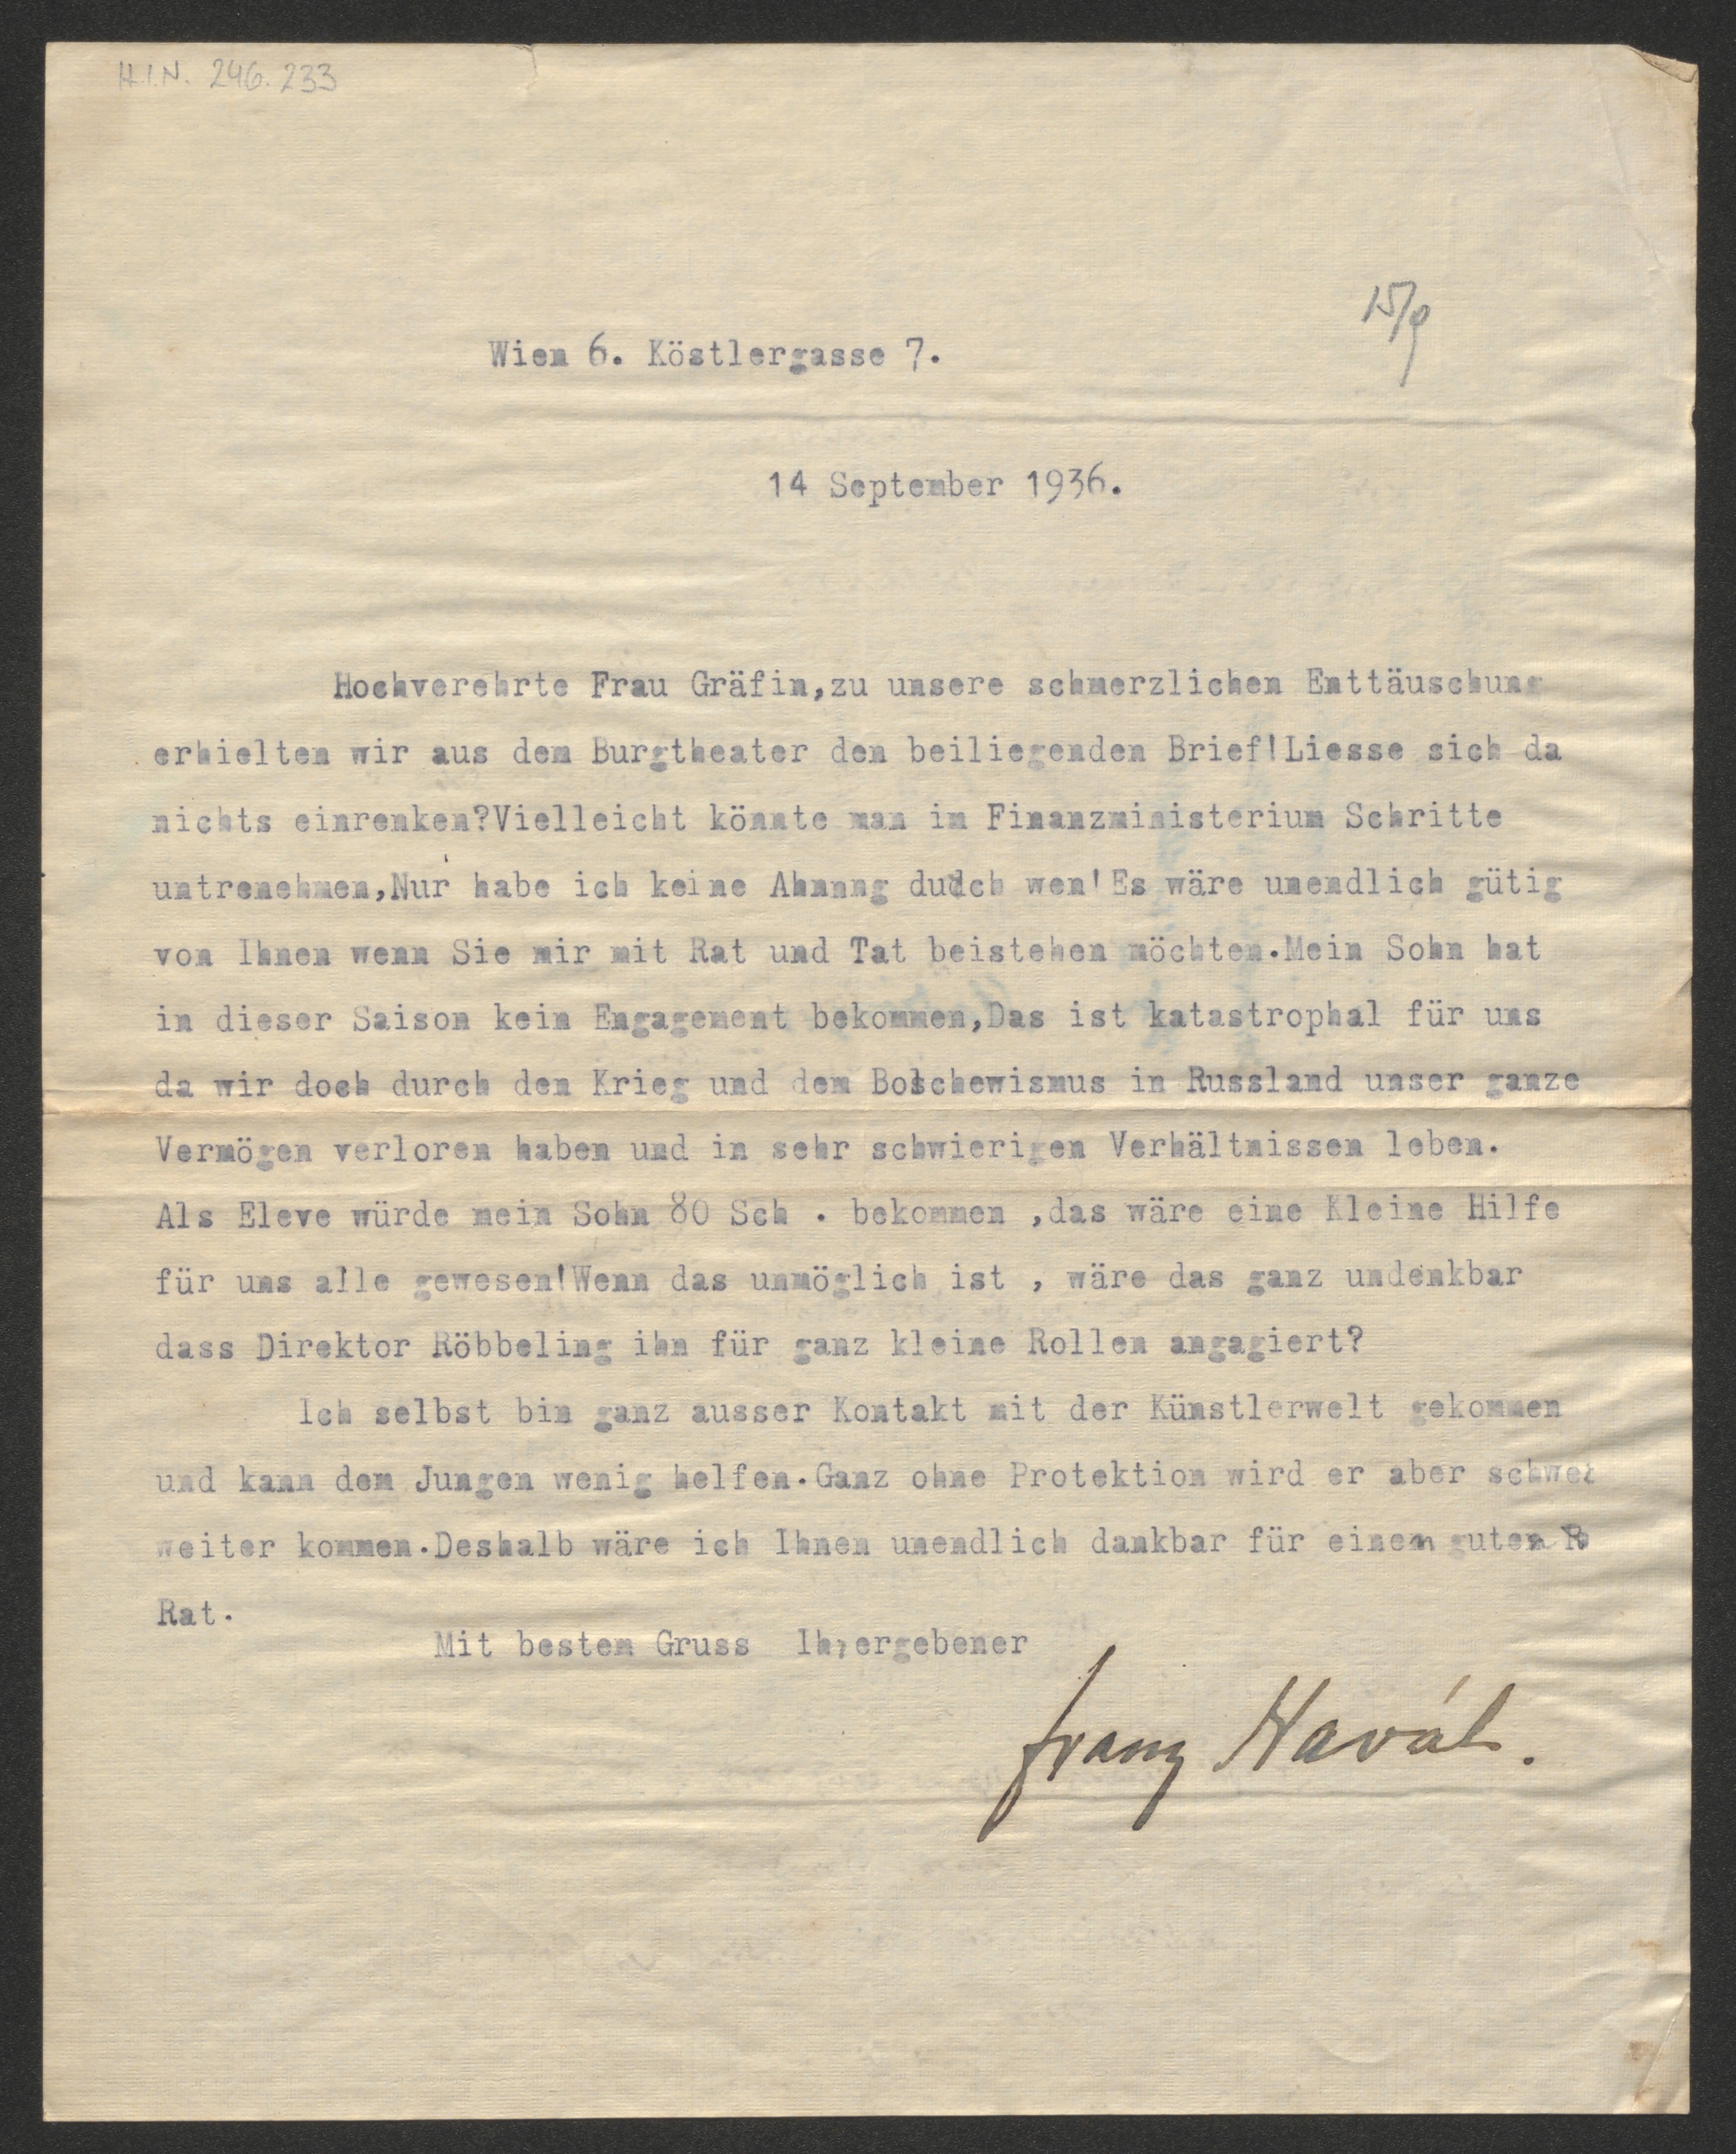 H.I.N. 246.233
15/9
Wien 6. Köstlergasse 7.
14 September 1936.
Hochverehrte Frau Gräfin,zu unsere schmerzlichen Enttäuschung
erhielten wir aus dem Burgtheater den beiliegenden Brief!Liesse sich da
nichts einrenken?Vielleicht könnte man im Finanzministerium Schritte
untrenehmen,Nur habe ich keine Ahnnng dudch wen!Es wäre unendlich gütig
von Ihnen wenn Sie mir mit Rat und Tat beistehen möchten.Mein Sohn hat
in dieser Saison kein Engagement bekommen,Das ist katastrophal für uns
da wir doch durch den Krieg und dem Bolschewismus in Russland unser ganze
Vermögen verloren haben und in sehr schwierigen Verhältnissen leben.
Als Eleve würde mein Sohn 80 Sch . bekommen ,das wäre eine Kleine Hilfe
für uns alle gewesen!Wenn das unmöglich ist , wäre das ganz undenkbar
dass Direktor Röbbeling ihn für ganz kleine Rollen angagiert?
Ich selbst bin ganz ausser Kontakt mit der Künstlerwelt gekommen
und kann dem Jungen wenig helfen.Ganz ohne Protektion wird er aber schwer
weiter kommen.Deshalb wäre ich Ihnen unendlich dankbar für einen guten
Rat.
Mit bestem Gruss Ihr ergebener
Franz Naval.